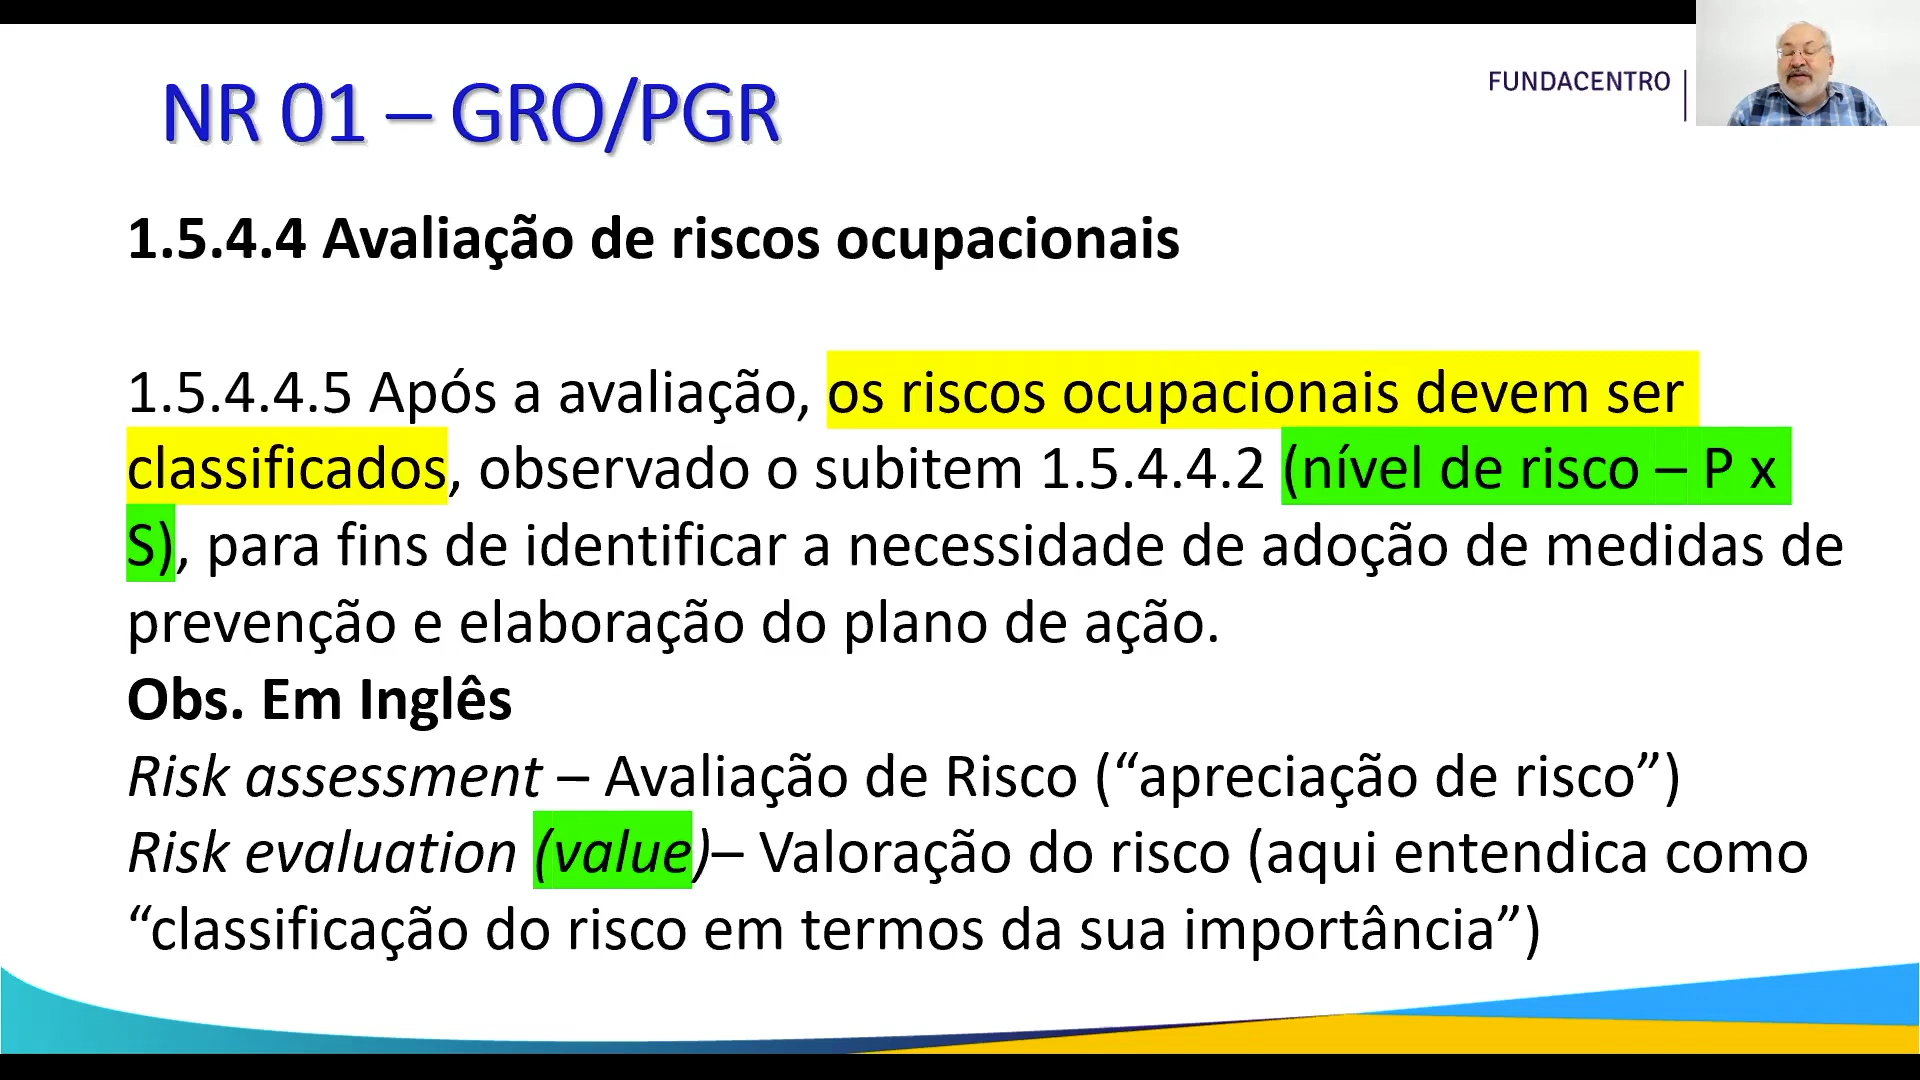 NR 01 – GRO/PGR
FUNDACENTRO
1.5.4.4 Avaliação de riscos ocupacionais
1.5.4.4.5 Após a avaliação, os riscos ocupacionais devem ser
classificados, observado o subitem 1.5.4.4.2 (nível de risco – P x
S), para fins de identificar a necessidade de adoção de medidas de
prevenção e elaboração do plano de ação.
Obs. Em Inglês
Risk assessment – Avaliação de Risco (“apreciação de risco”)
Risk evaluation (value)– Valoração do risco (aqui entendica como
“classificação do risco em termos da sua importância”)